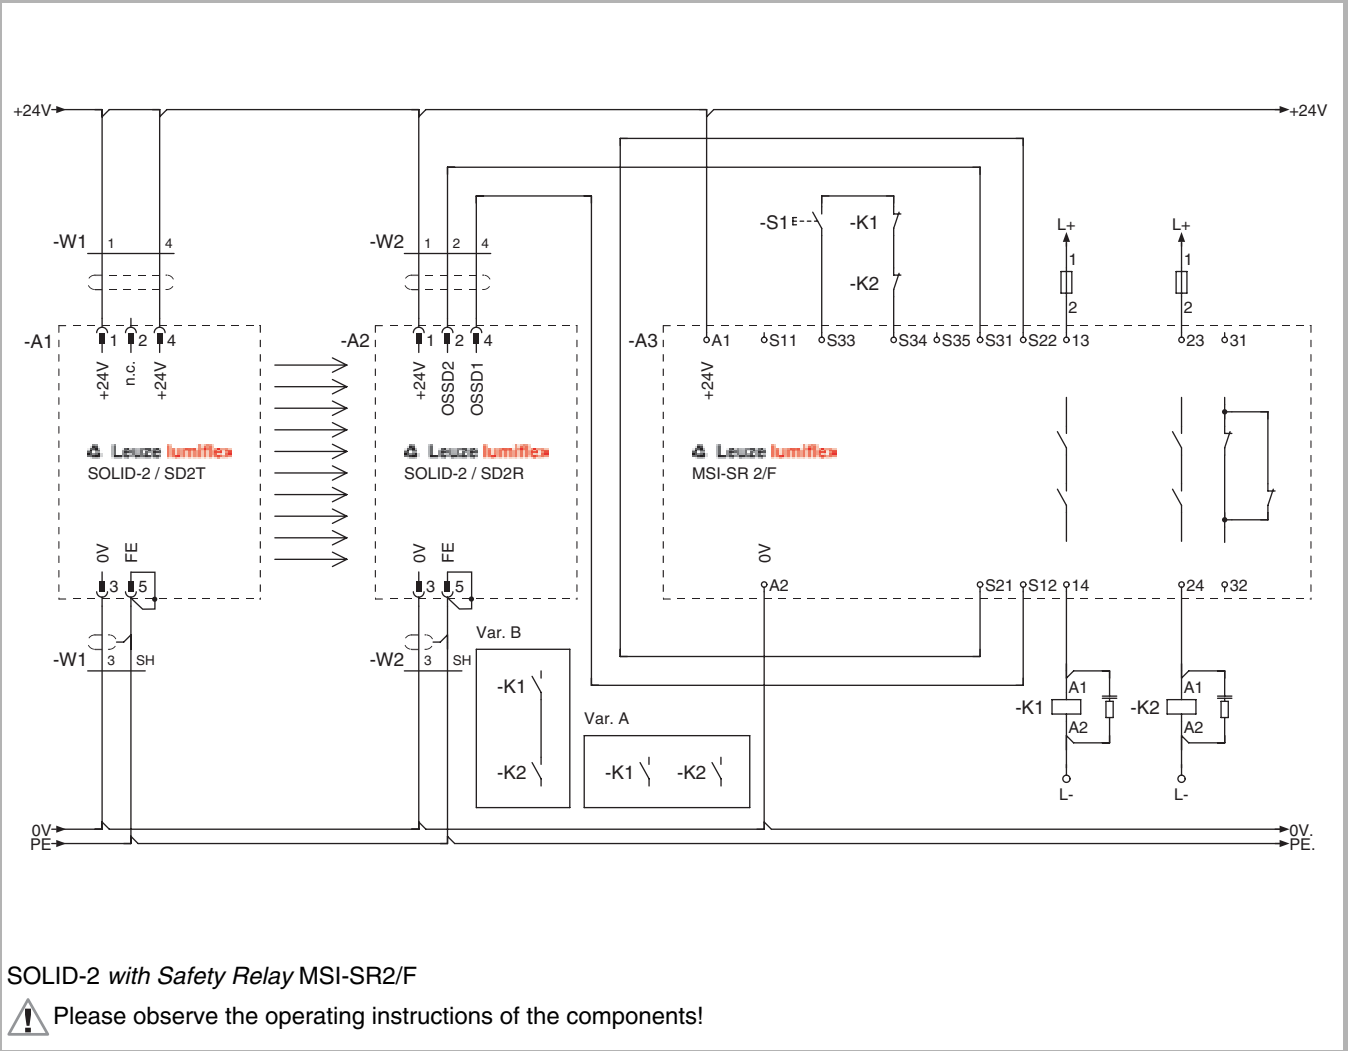 +24V +24V
-S1 -K1 L+ L+
-W1 1 4 -W2 1 2 4
1 1
-K2
2 2
-A1 1 2 4 -A2 1 2 4 -A3 A1 S11 S33 S34 S35 S31 S22 13 23 31
+24V n.c. +24V +24V OSSD2 OSSD1 +24V
Leuze lumiflex Leuze lumiflex Leuze lumiflex
SOLID-2 / SD2T SOLID-2 / SD2R MSI-SR 2/F
0V FE 0V FE 0V
3 5 3 5 A2 S21 S12 14 24 32
Var. B
-W1 3 SH -W2 3 SH
-K1 A1 A1
-K1 -K2
Var. A A2 A2
-K2 -K1 -K2
L- L-
0V 0V.
PE PE.
SOLID-2 with Safety Relay MSI-SR2/F
Please observe the operating instructions of the components!